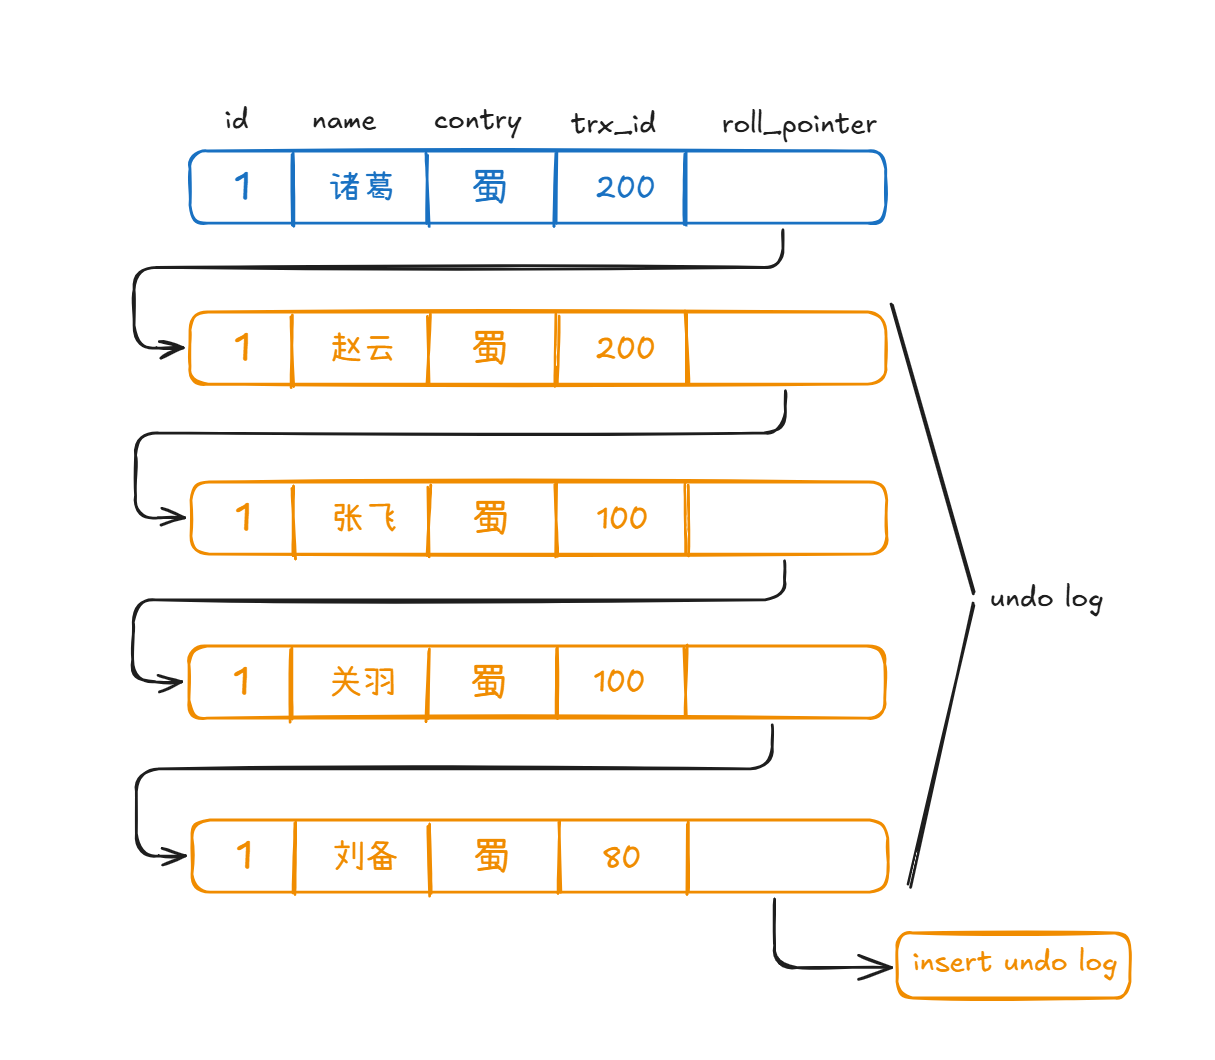 id name contry trx_id roll_pointer
1 诸葛 蜀 200
1 赵云 蜀 200
1 张飞 蜀 100
undo log
1 关羽 蜀 100
1 刘备 蜀 80
insert undo log